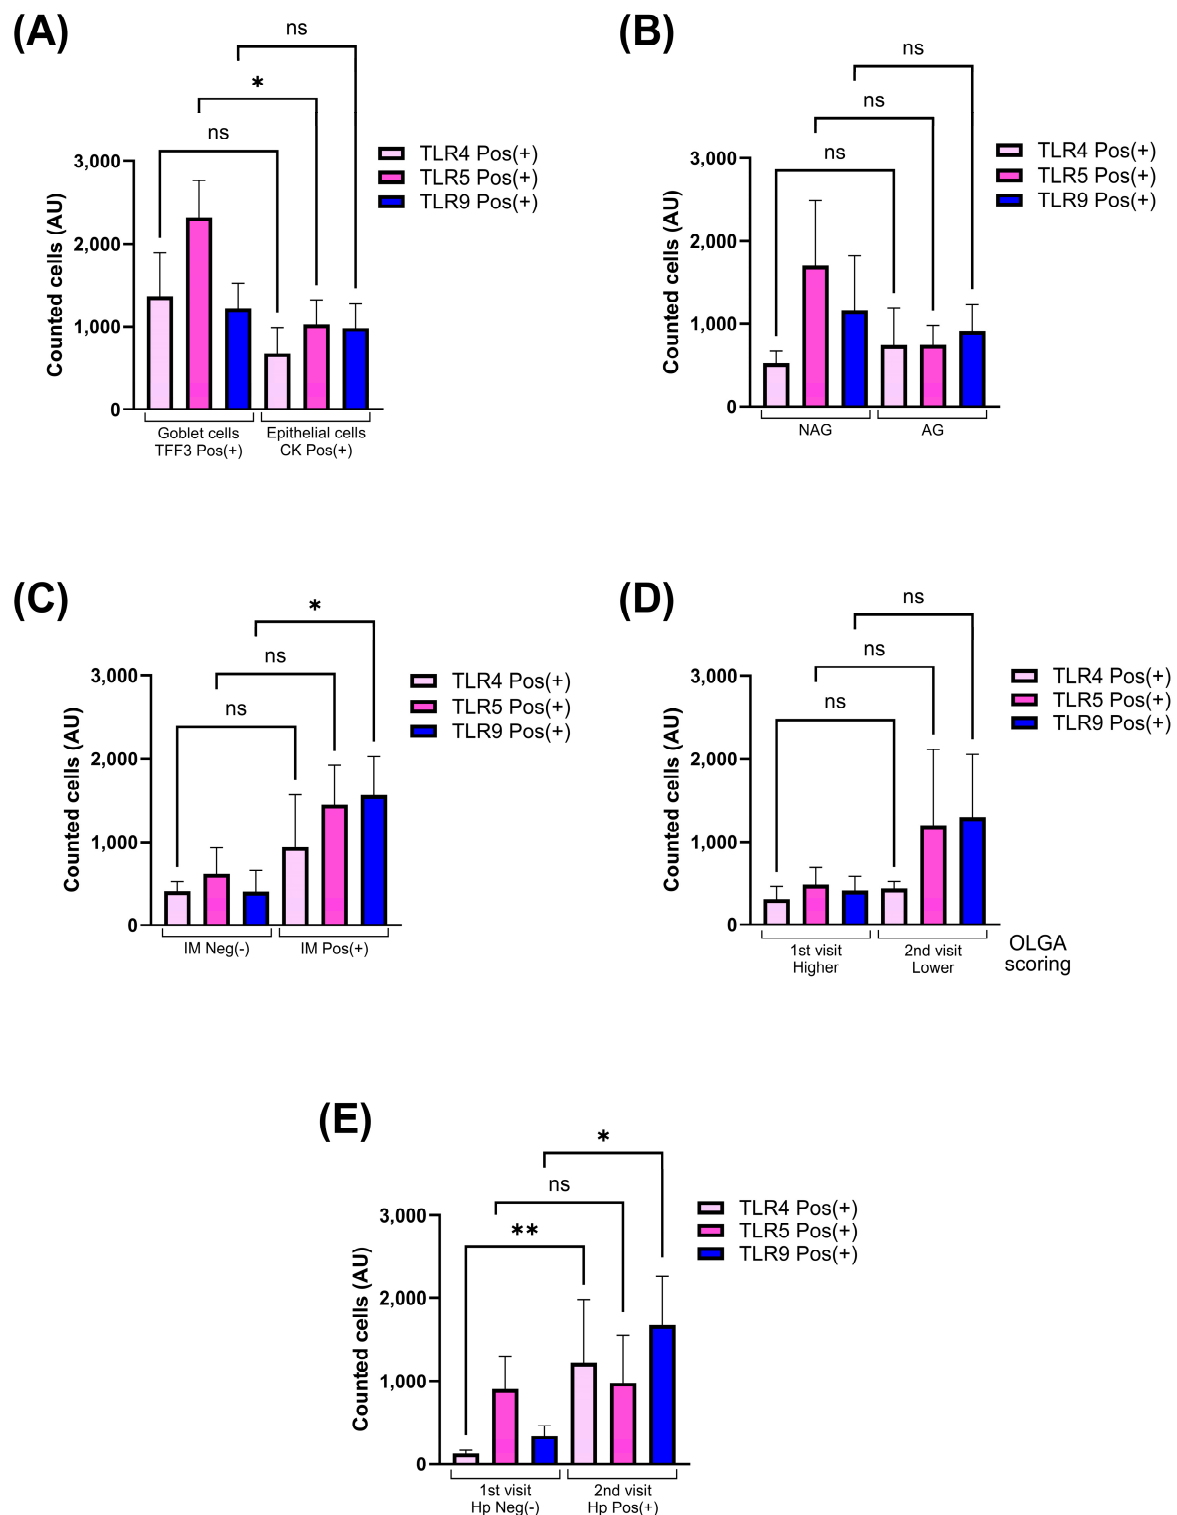 (A)
ns
*
ns
3,000
2,000
1,000
0
Counted cells (AU)
TLR4 Pos(+)
TLR5 Pos(+)
TLR9 Pos(+)
Goblet cells
TFF3 Pos(+)
Epithelial cells
CK Pos(+)
(B)
ns
ns
ns
3,000
2,000
1,000
0
Counted cells (AU)
TLR4 Pos(+)
TLR5 Pos(+)
TLR9 Pos(+)
NAG
AG
(C)
*
ns
ns
3,000
2,000
1,000
0
Counted cells (AU)
TLR4 Pos(+)
TLR5 Pos(+)
TLR9 Pos(+)
IM Neg(-)
IM Pos(+)
(D)
ns
ns
ns
3,000
2,000
1,000
0
Counted cells (AU)
TLR4 Pos(+)
TLR5 Pos(+)
TLR9 Pos(+)
1st visit
Higher
2nd visit
Lower
OLGA
scoring
(E)
*
ns
**
3,000
2,000
1,000
0
Counted cells (AU)
TLR4 Pos(+)
TLR5 Pos(+)
TLR9 Pos(+)
1st visit
Hp Neg(-)
2nd visit
Hp Pos(+)